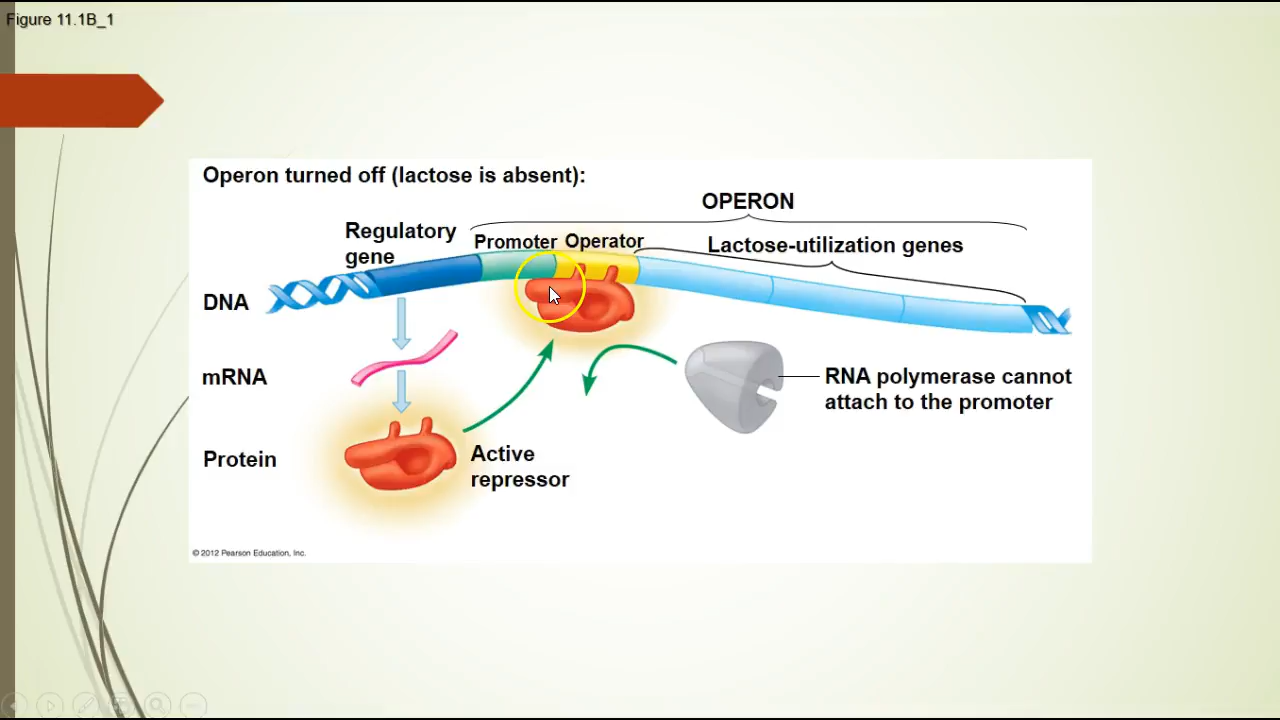 Figure 11.1B_1
Operon turned off (lactose is absent):
OPERON
Regulatory
gene
Promoter
Operator
Lactose-utilization genes
DNA
mRNA
RNA polymerase cannot
attach to the promoter
Protein
Active
repressor
© 2012 Pearson Education, Inc.